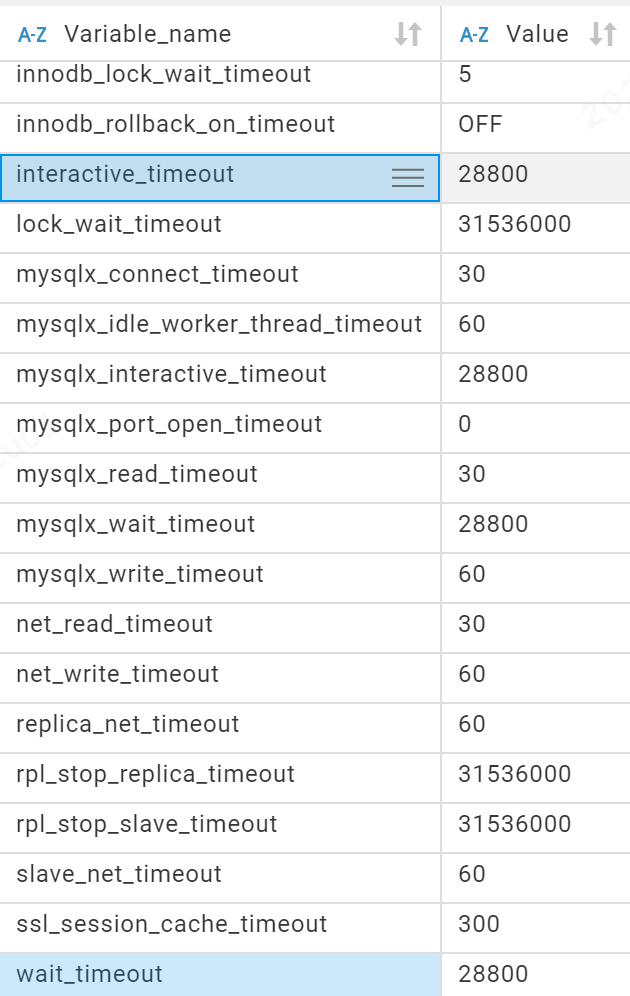 A-Z Variable_name A-Z Value
innodb_lock_wait_timeout 5
innodb_rollback_on_timeout OFF
interactive_timeout 28800
lock_wait_timeout 31536000
mysqlx_connect_timeout 30
mysqlx_idle_worker_thread_timeout 60
mysqlx_interactive_timeout 28800
mysqlx_port_open_timeout 0
mysqlx_read_timeout 30
mysqlx_wait_timeout 28800
mysqlx_write_timeout 60
net_read_timeout 30
net_write_timeout 60
replica_net_timeout 60
rpl_stop_replica_timeout 31536000
rpl_stop_slave_timeout 31536000
slave_net_timeout 60
ssl_session_cache_timeout 300
wait_timeout 28800